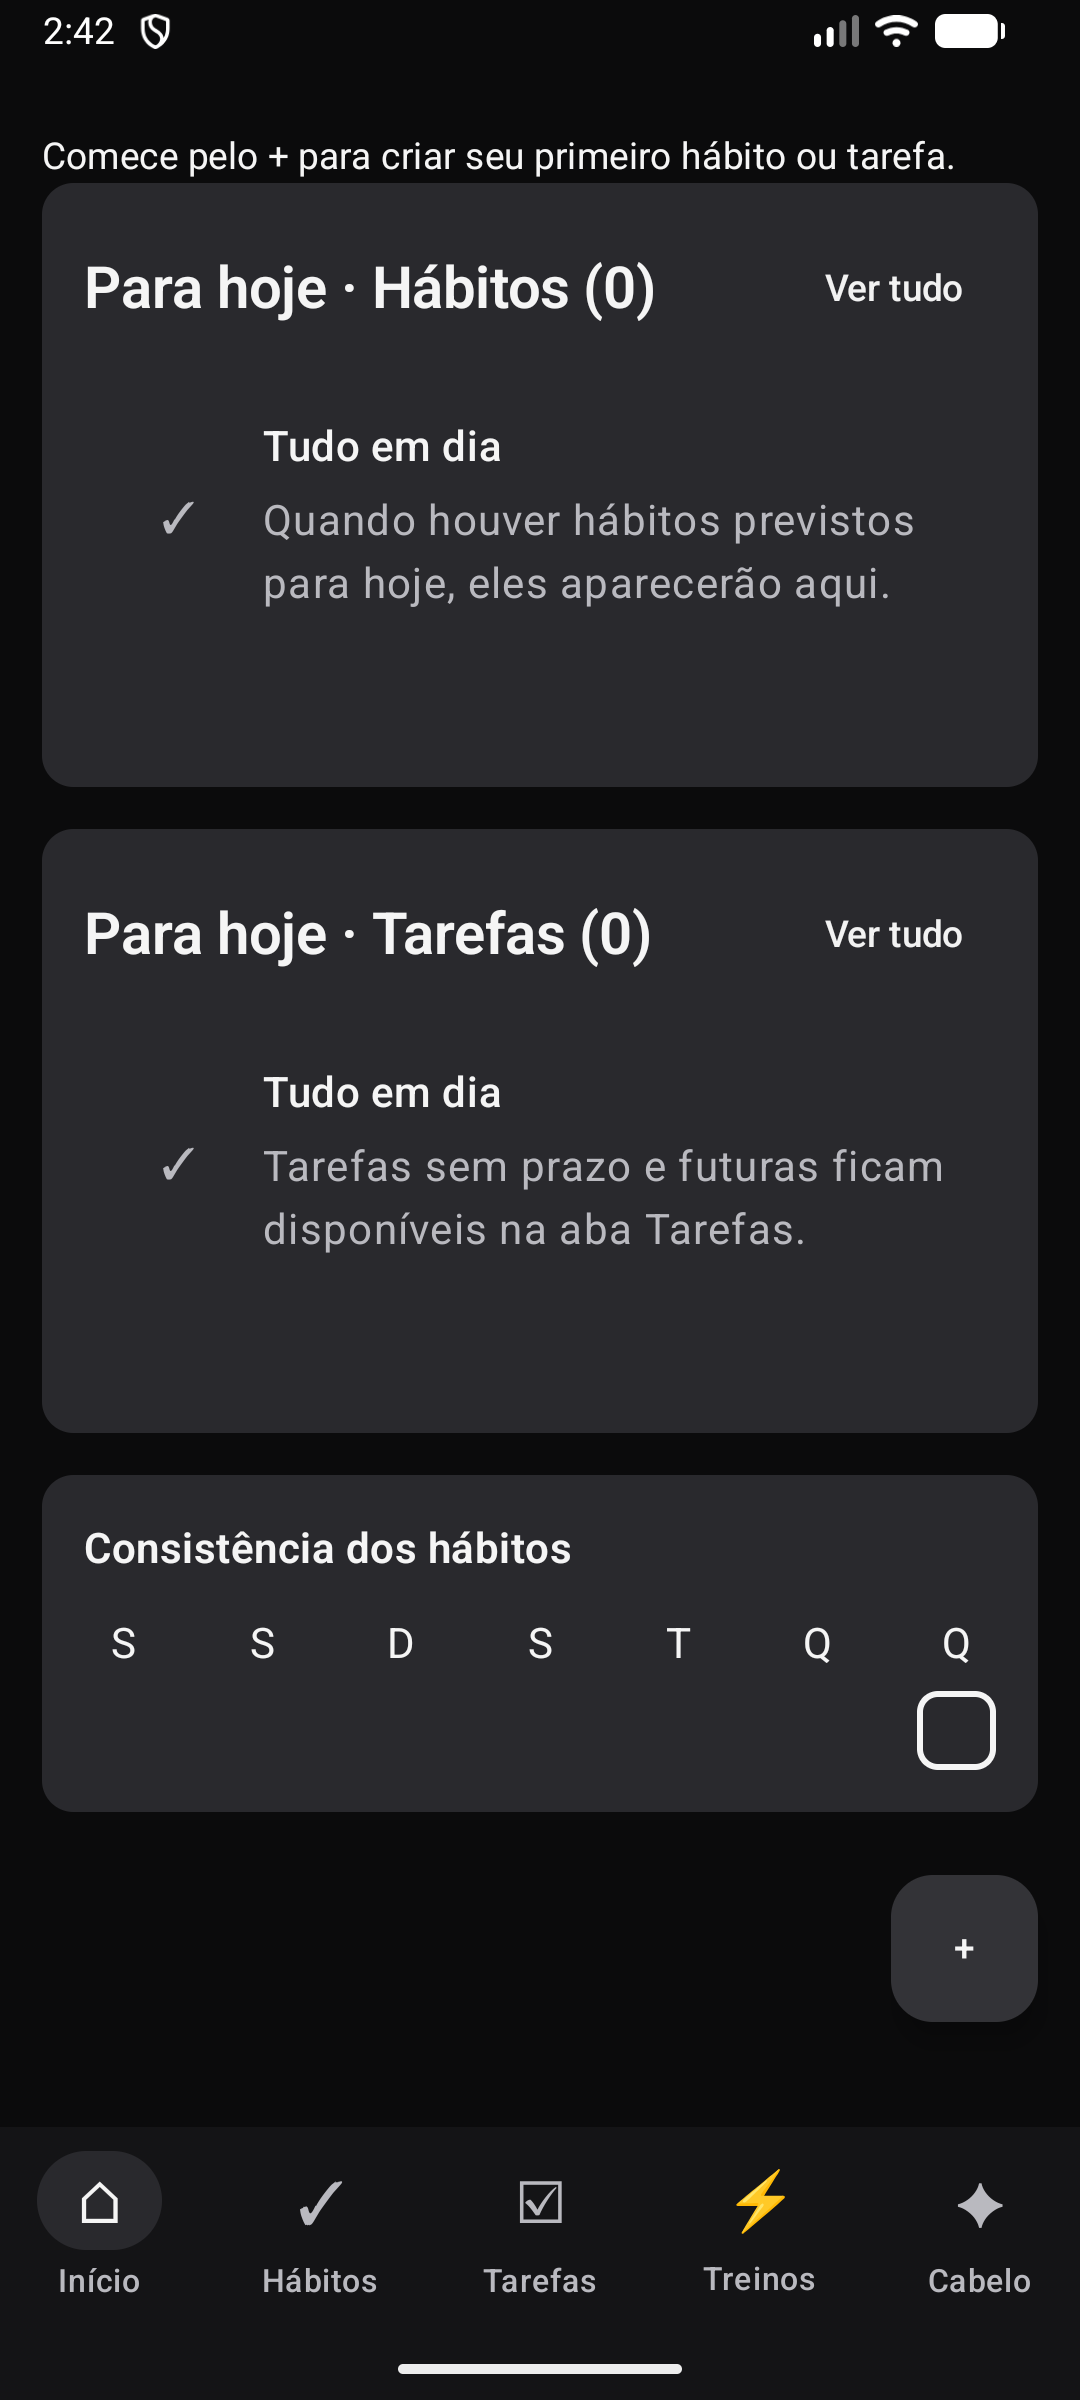 2:42
Comece pelo + para criar seu primeiro hábito ou tarefa.
Para hoje · Hábitos (0)
Ver tudo
Tudo em dia
✓
Quando houver hábitos previstos
para hoje, eles aparecerão aqui.
Para hoje · Tarefas (0)
Ver tudo
Tudo em dia
✓
Tarefas sem prazo e futuras ficam
disponíveis na aba Tarefas.
Consistência dos hábitos
S S D S T Q Q
+
Início Hábitos Tarefas Treinos Cabelo